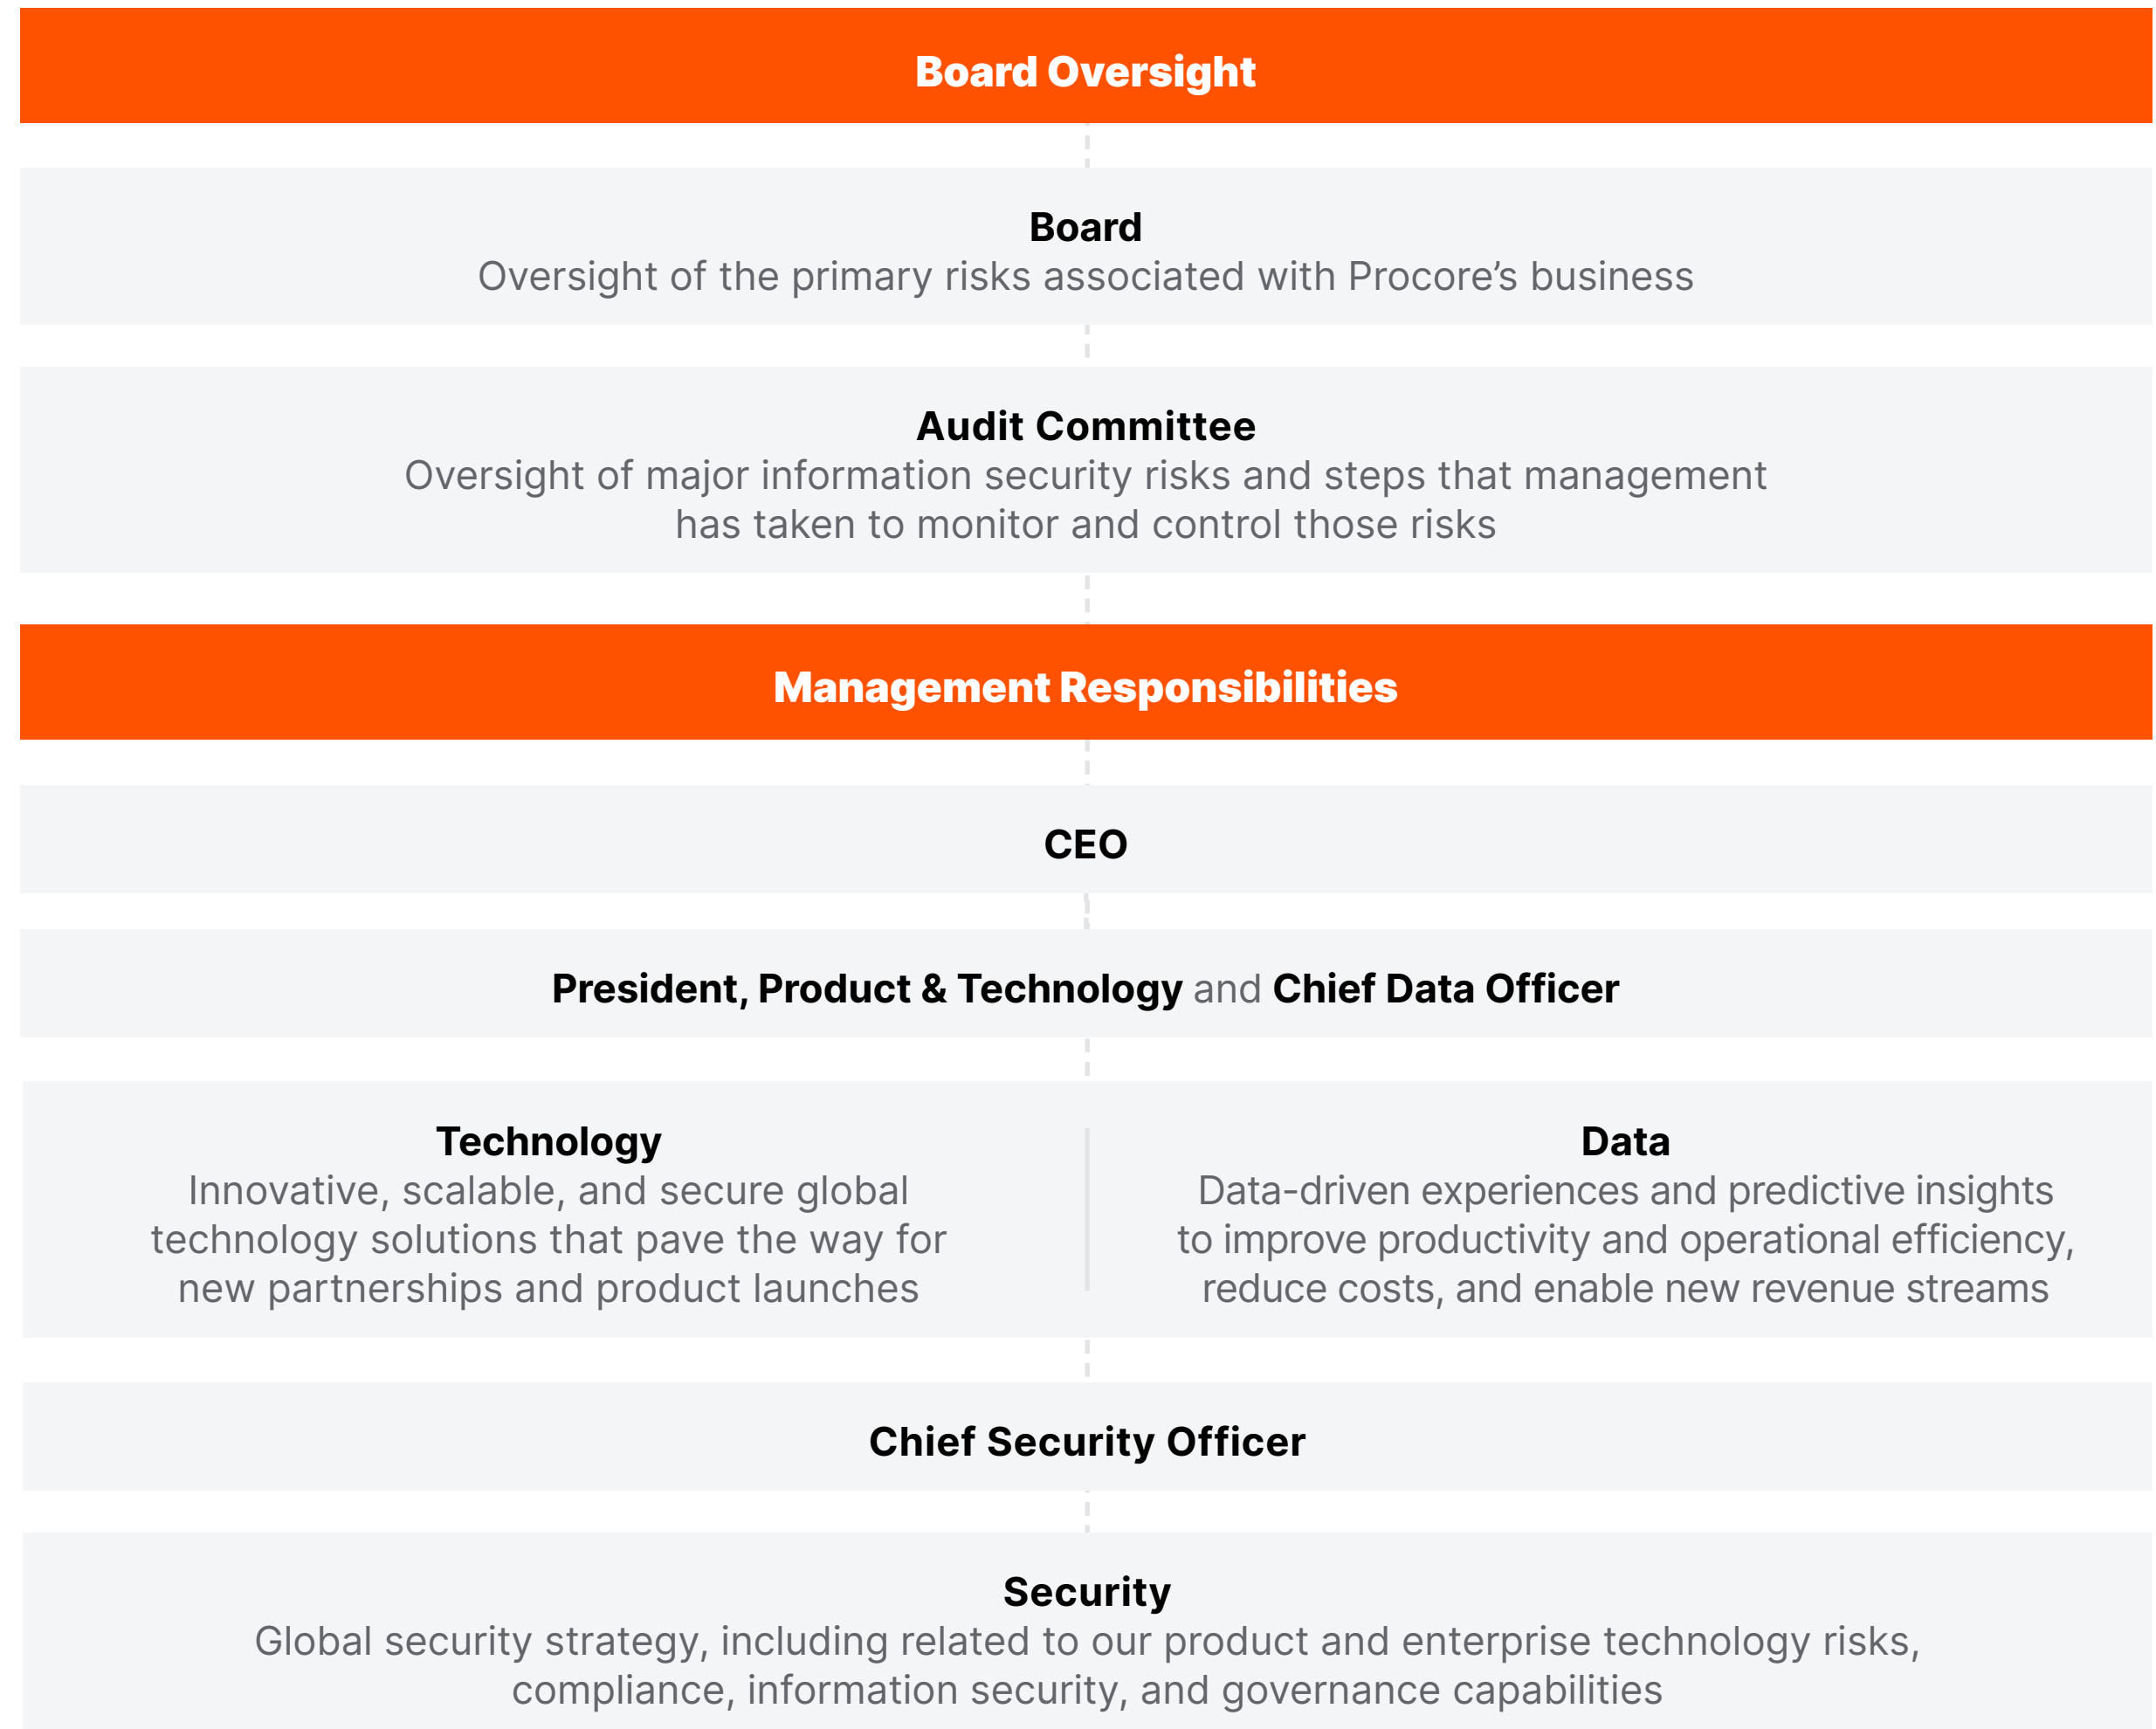 Board Oversight
Board
Oversight of the primary risks associated with Procore’s business
Audit Committee
Oversight of major information security risks and steps that management
has taken to monitor and control those risks
Management Responsibilities
CEO
President, Product & Technology and Chief Data Officer
Technology
Innovative, scalable, and secure global
technology solutions that pave the way for
new partnerships and product launches
Data
Data-driven experiences and predictive insights
to improve productivity and operational efficiency,
reduce costs, and enable new revenue streams
Chief Security Officer
Security
Global security strategy, including related to our product and enterprise technology risks,
compliance, information security, and governance capabilities